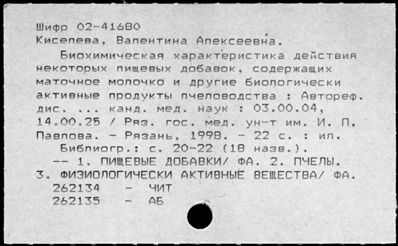 Шифр 02-41680
Киселева, Валентина Алексеевна.
Биохимическая характеристика действия
некоторых пищевых добавок, содержащих
маточное молочко и другие биологически
активные продукты пчеловодства : Автореф.
дис. ... канд. мед. наук : 03.00.04,
14.00.25 / Ряз. гос. мед. ун-т им. И. П.
Павлова. - Рязань, 1998. - 22 с. : ил.
Библиогр.: с. 20-22 (18 назв.).
-- 1. ПИЩЕВЫЕ ДОБАВКИ/ ФА. 2. ПЧЕЛЫ.
3. ФИЗИОЛОГИЧЕСКИ АКТИВНЫЕ ВЕЩЕСТВА/ ФА.
262134 - ЧИТ
262135 - АБ